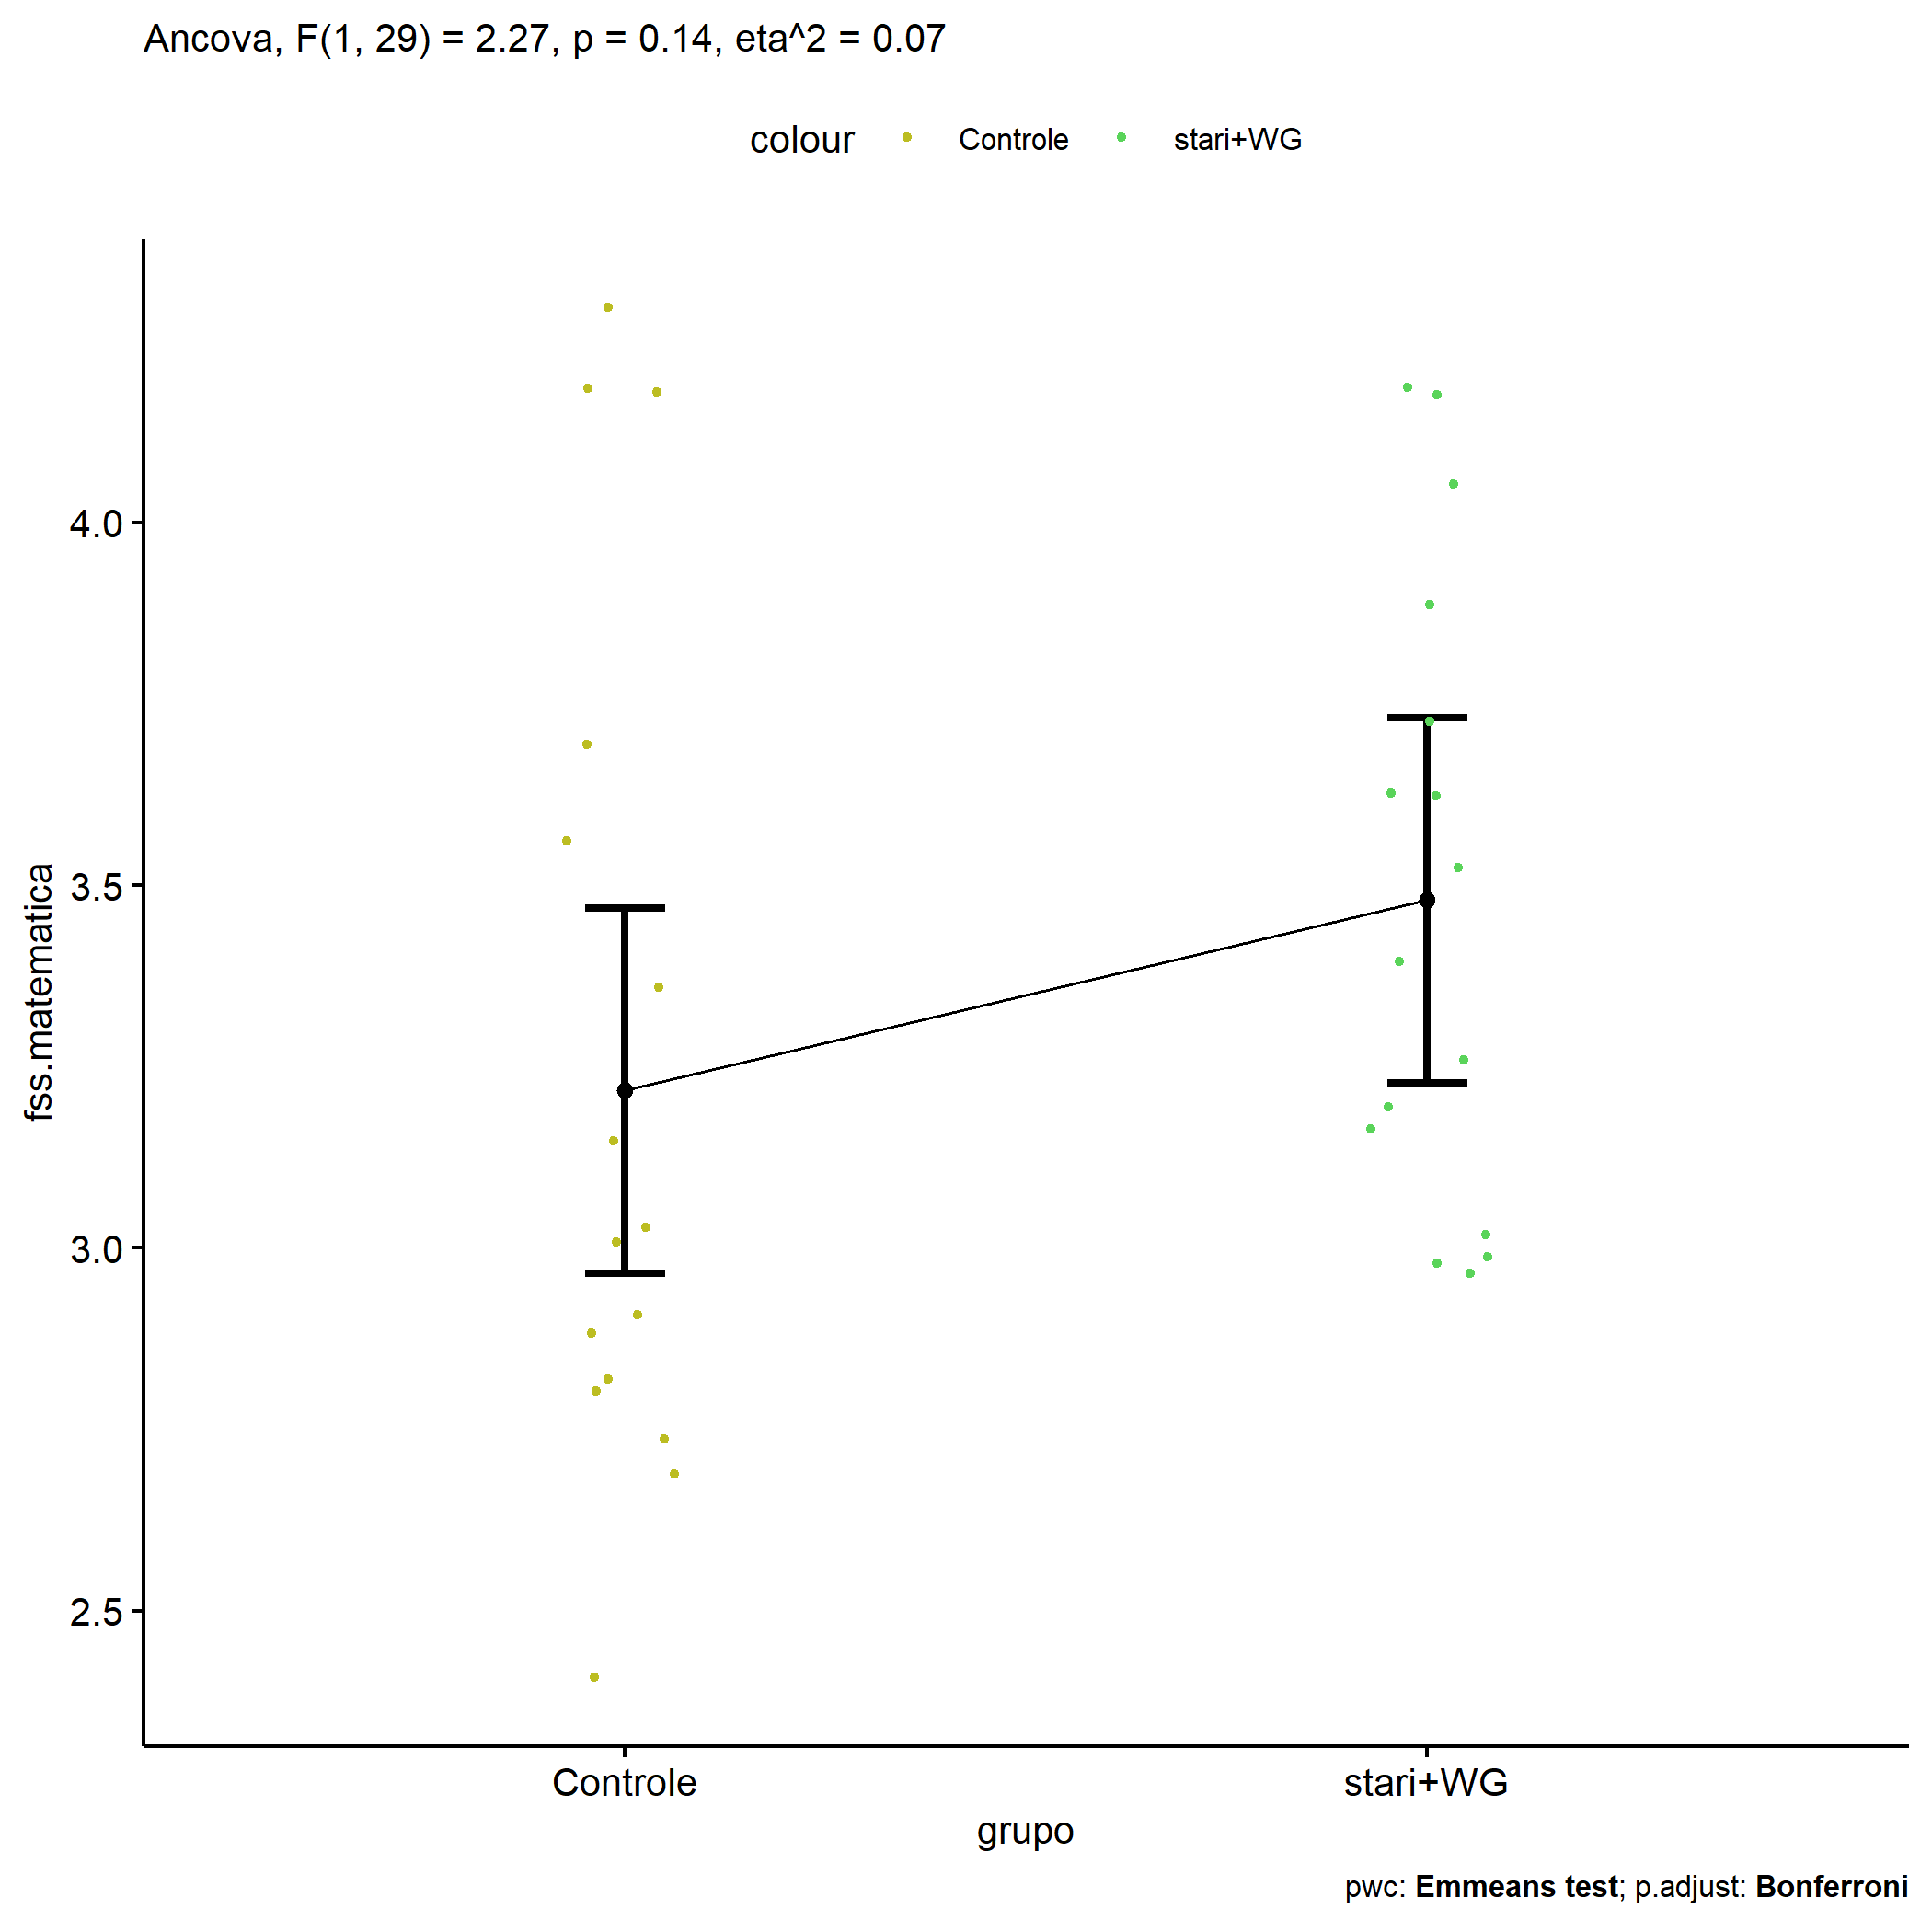 Ancova, F(1, 29) = 2.27, p = 0.14, eta^2 = 0.07
colour Controle stari+WG
fss.matematica
4.0
3.5
3.0
2.5
Controle stari+WG
grupo
pwc: Emmeans test; p.adjust: Bonferroni